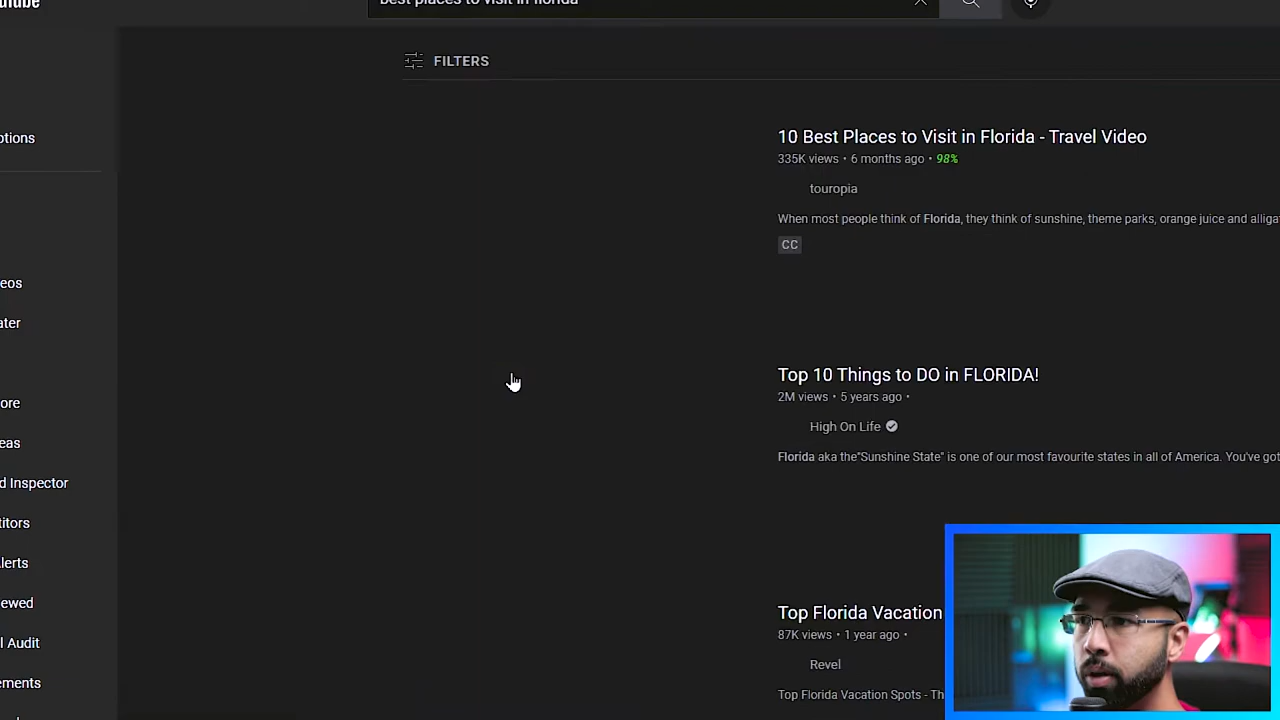 best places to visit in florida
FILTERS
10 Best Places to Visit in Florida - Travel Video
335K views • 6 months ago • 98%
touropia
When most people think of Florida, they think of sunshine, theme parks, orange juice and alliga
CC
Top 10 Things to DO in FLORIDA!
2M views • 5 years ago •
High On Life
Florida aka the"Sunshine State" is one of our most favourite states in all of America. You've got
Top Florida Vacation
87K views • 1 year ago •
Revel
Top Florida Vacation Spots - Th
utube
ptions
eos
ater
ore
eas
d Inspector
titors
lerts
ewed
l Audit
ements